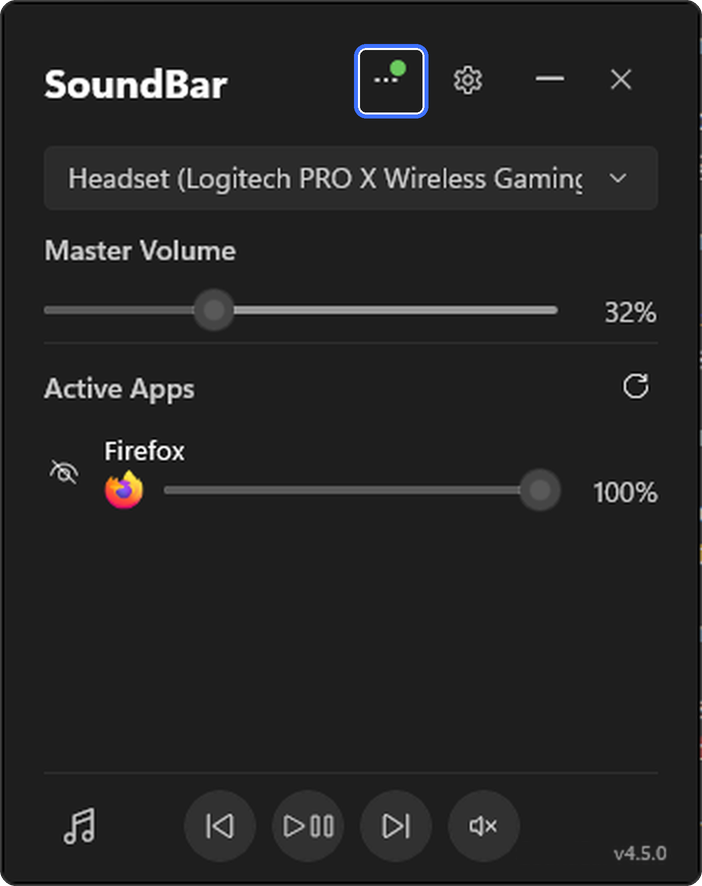 SoundBar
Headset (Logitech PRO X Wireless Gaming
Master Volume
32%
Active Apps
Firefox
100%
v4.5.0